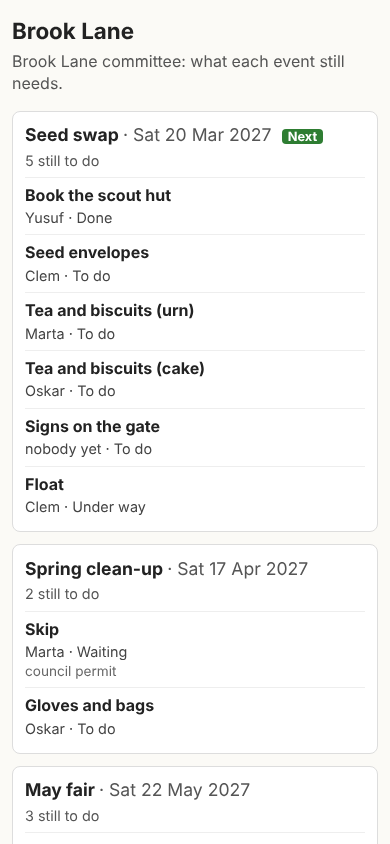 Brook Lane
Brook Lane committee: what each event still
needs.
Seed swap · Sat 20 Mar 2027 Next
5 still to do
Book the scout hut
Yusuf · Done
Seed envelopes
Clem · To do
Tea and biscuits (urn)
Marta · To do
Tea and biscuits (cake)
Oskar · To do
Signs on the gate
nobody yet · To do
Float
Clem · Under way
Spring clean-up · Sat 17 Apr 2027
2 still to do
Skip
Marta · Waiting
council permit
Gloves and bags
Oskar · To do
May fair · Sat 22 May 2027
3 still to do